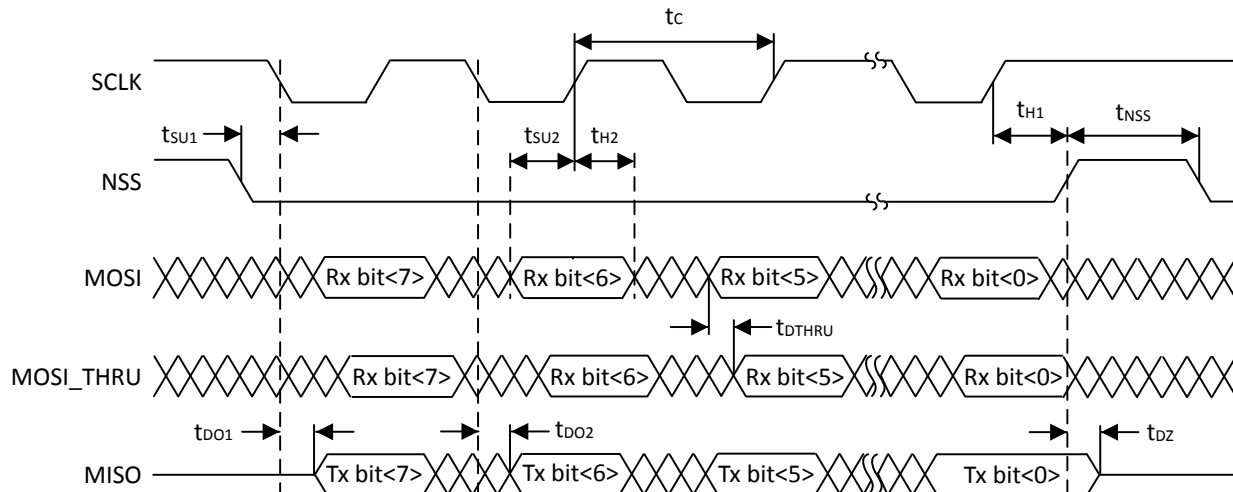 tC
SCLK
tSU1 tSU2 tH2 tH1 tNSS
NSS
MOSI Rx bit<7> Rx bit<6> Rx bit<5> Rx bit<0>
tDTHRU
MOSI_THRU Rx bit<7> Rx bit<6> Rx bit<5> Rx bit<0>
tDO1 tDO2 tDZ
MISO Tx bit<7> Tx bit<6> Tx bit<5> Tx bit<0>